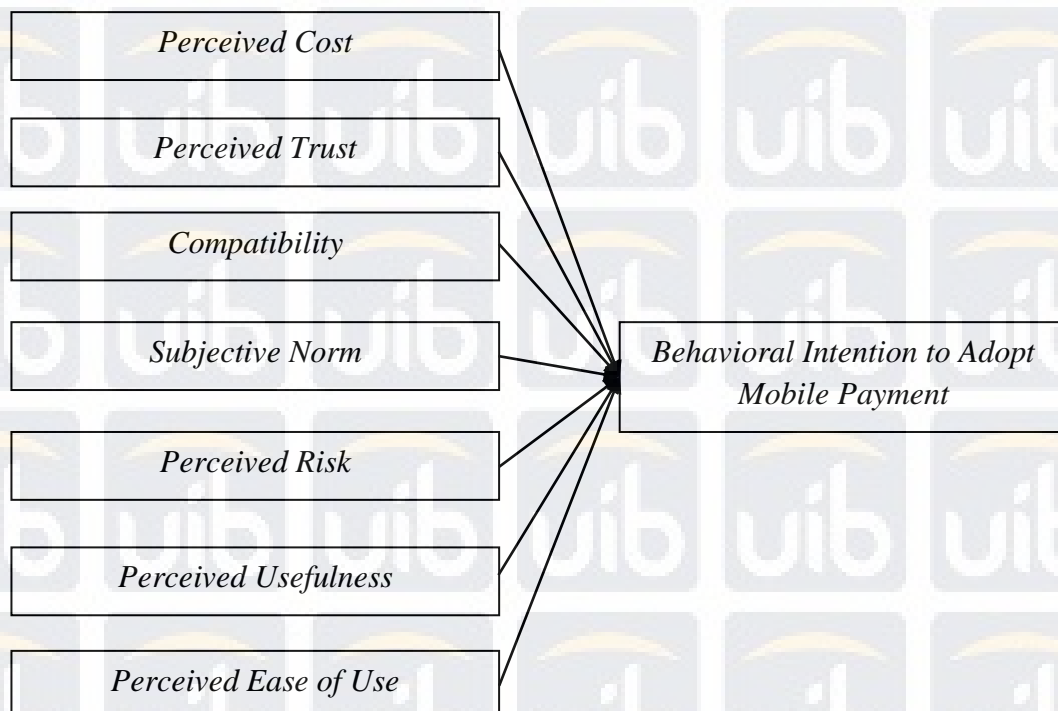 Perceived Cost
Perceived Trust
Compatibility
Subjective Norm
Perceived Risk
Perceived Usefulness
Perceived Ease of Use
Behavioral Intention to Adopt
Mobile Payment
uib